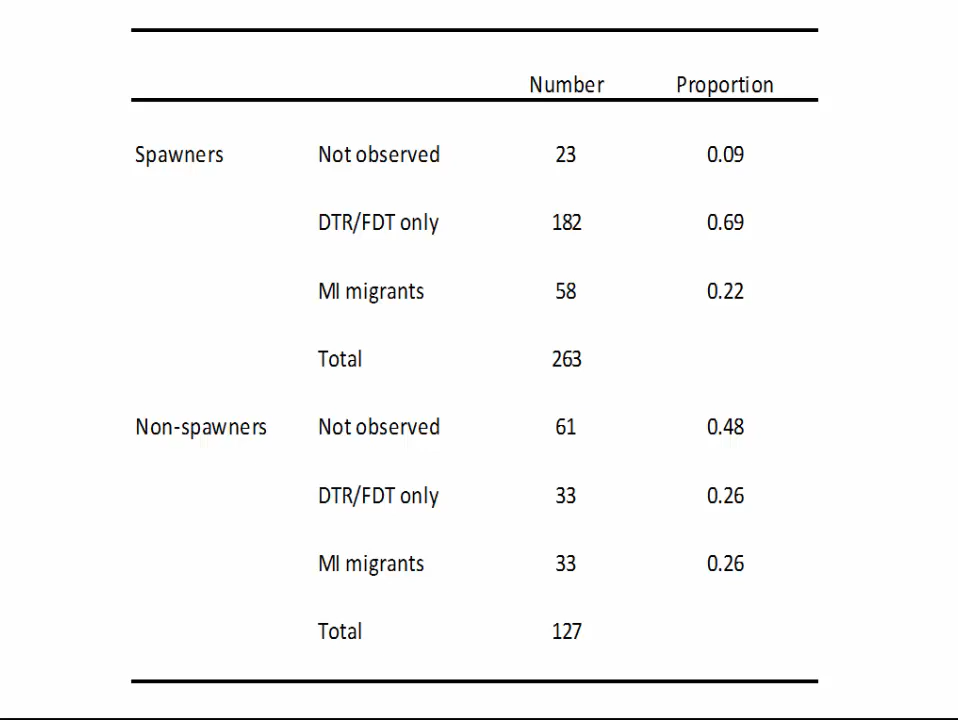 Number Proportion
Spawners Not observed 23 0.09
DTR/FDT only 182 0.69
MI migrants 58 0.22
Total 263
Non-spawners Not observed 61 0.48
DTR/FDT only 33 0.26
MI migrants 33 0.26
Total 127